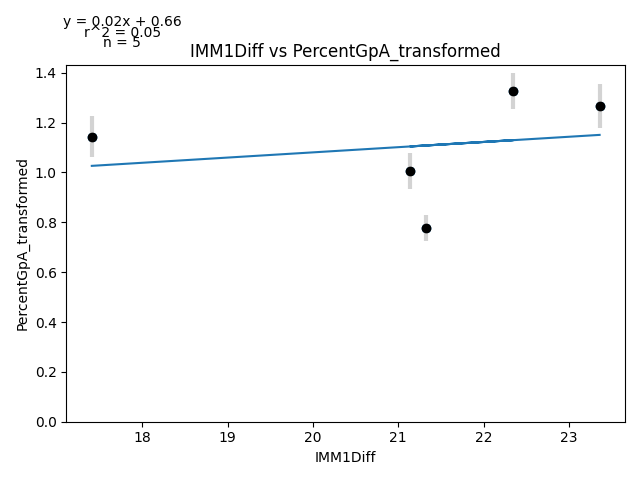 y = 0.02x + 0.66
r^2 = 0.05
n = 5
IMM1Diff vs PercentGpA_transformed
1.4
1.2
1.0
0.8
0.6
0.4
0.2
0.0
PercentGpA_transformed
18 19 20 21 22 23
IMM1Diff